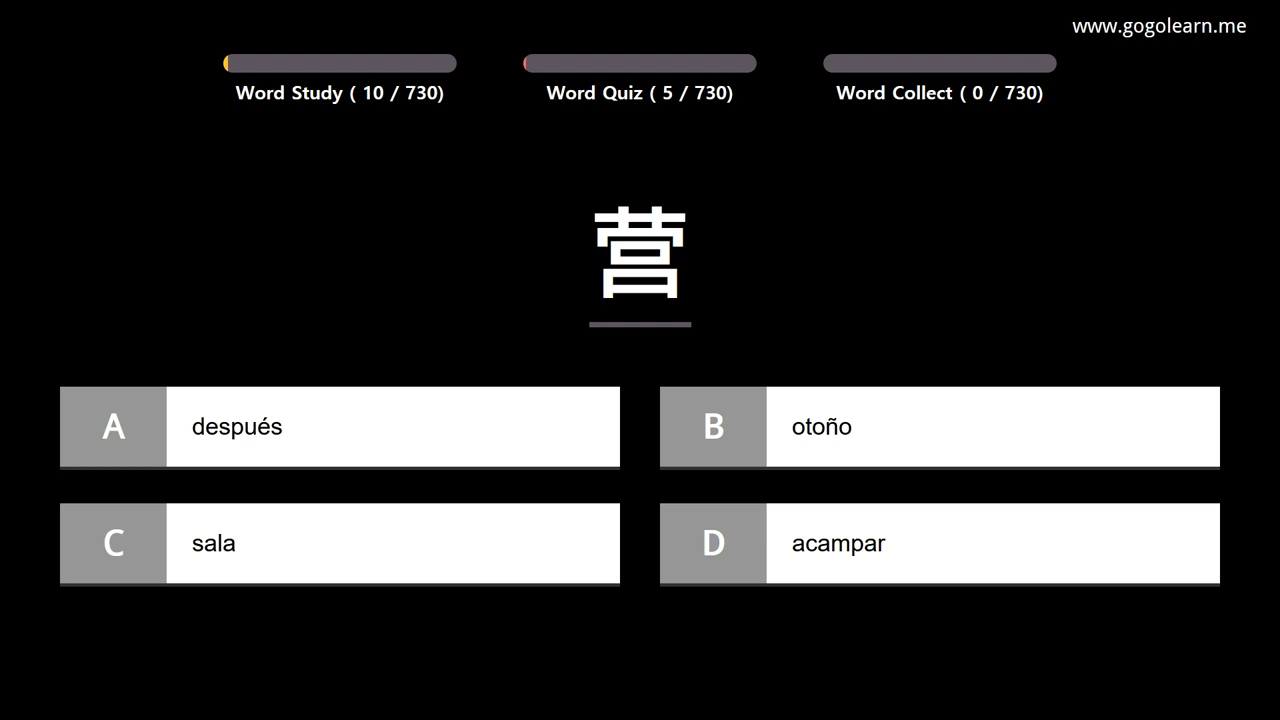 www.gogolearn.me
Word Study ( 10 / 730)
Word Quiz ( 5 / 730)
Word Collect ( 0 / 730)
营
A después
B otoño
C sala
D acampar